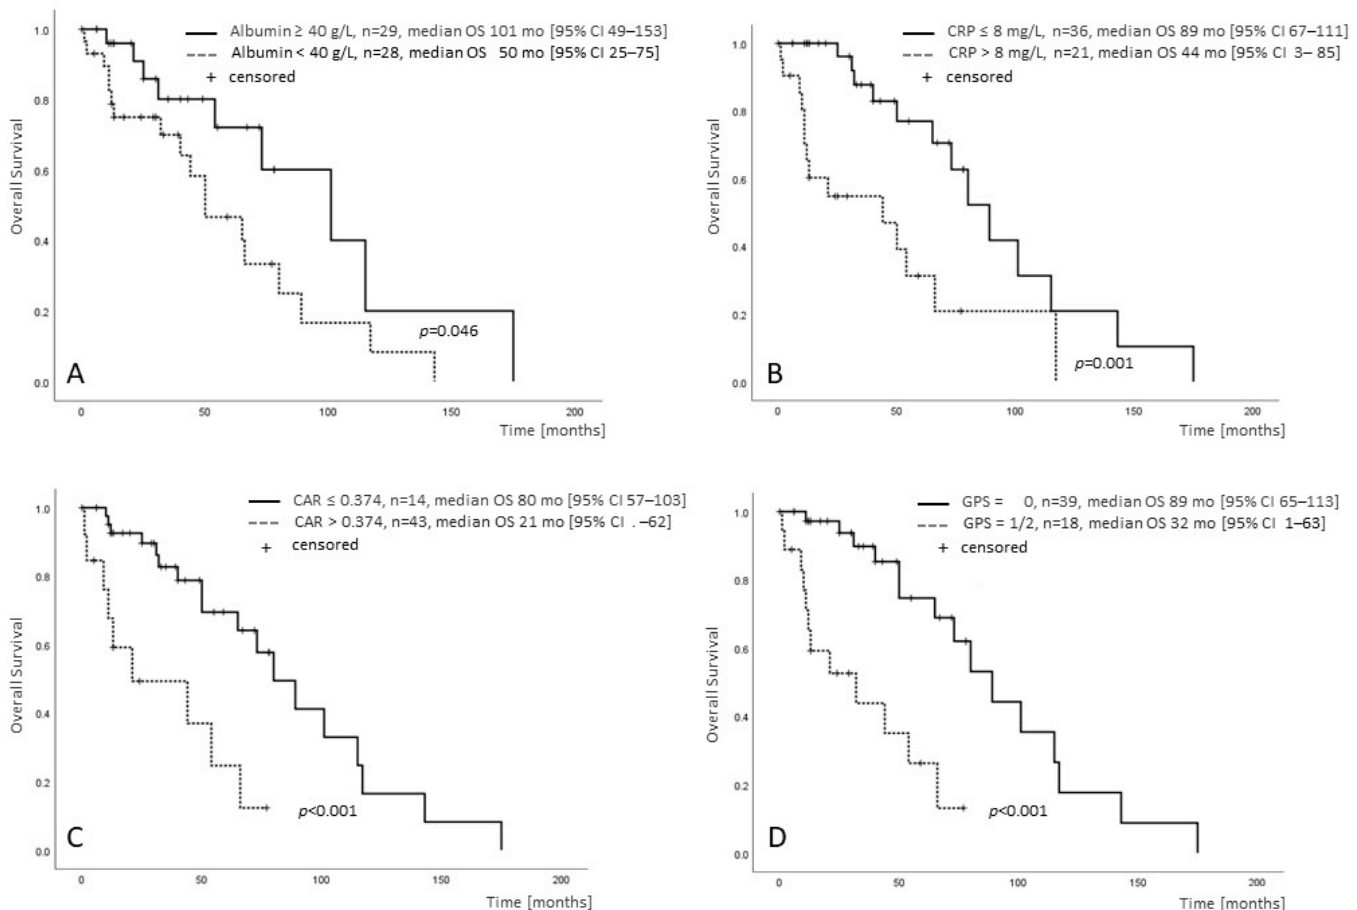 Albumin ≥ 40 g/L, n=29, median OS 101 mo [95% CI 49–153]
Albumin < 40 g/L, n=28, median OS 50 mo [95% CI 25–75]
+ censored
Overall Survival
1.0
0.8
0.6
0.4
0.2
0.0
p=0.046
A
0 50 100 150 200
Time [months]
CRP ≤ 8 mg/L, n=36, median OS 89 mo [95% CI 67–111]
CRP > 8 mg/L, n=21, median OS 44 mo [95% CI 3– 85]
+ censored
Overall Survival
1.0
0.8
0.6
0.4
0.2
0.0
p=0.001
B
0 50 100 150 200
Time [months]
CAR ≤ 0.374, n=14, median OS 80 mo [95% CI 57–103]
CAR > 0.374, n=43, median OS 21 mo [95% CI . –62]
+ censored
Overall Survival
1.0
0.8
0.6
0.4
0.2
0.0
p<0.001
C
0 50 100 150 200
Time [months]
GPS = 0, n=39, median OS 89 mo [95% CI 65–113]
GPS = 1/2, n=18, median OS 32 mo [95% CI 1–63]
+ censored
Overall Survival
1.0
0.8
0.6
0.4
0.2
0.0
p<0.001
D
0 50 100 150 200
Time [months]